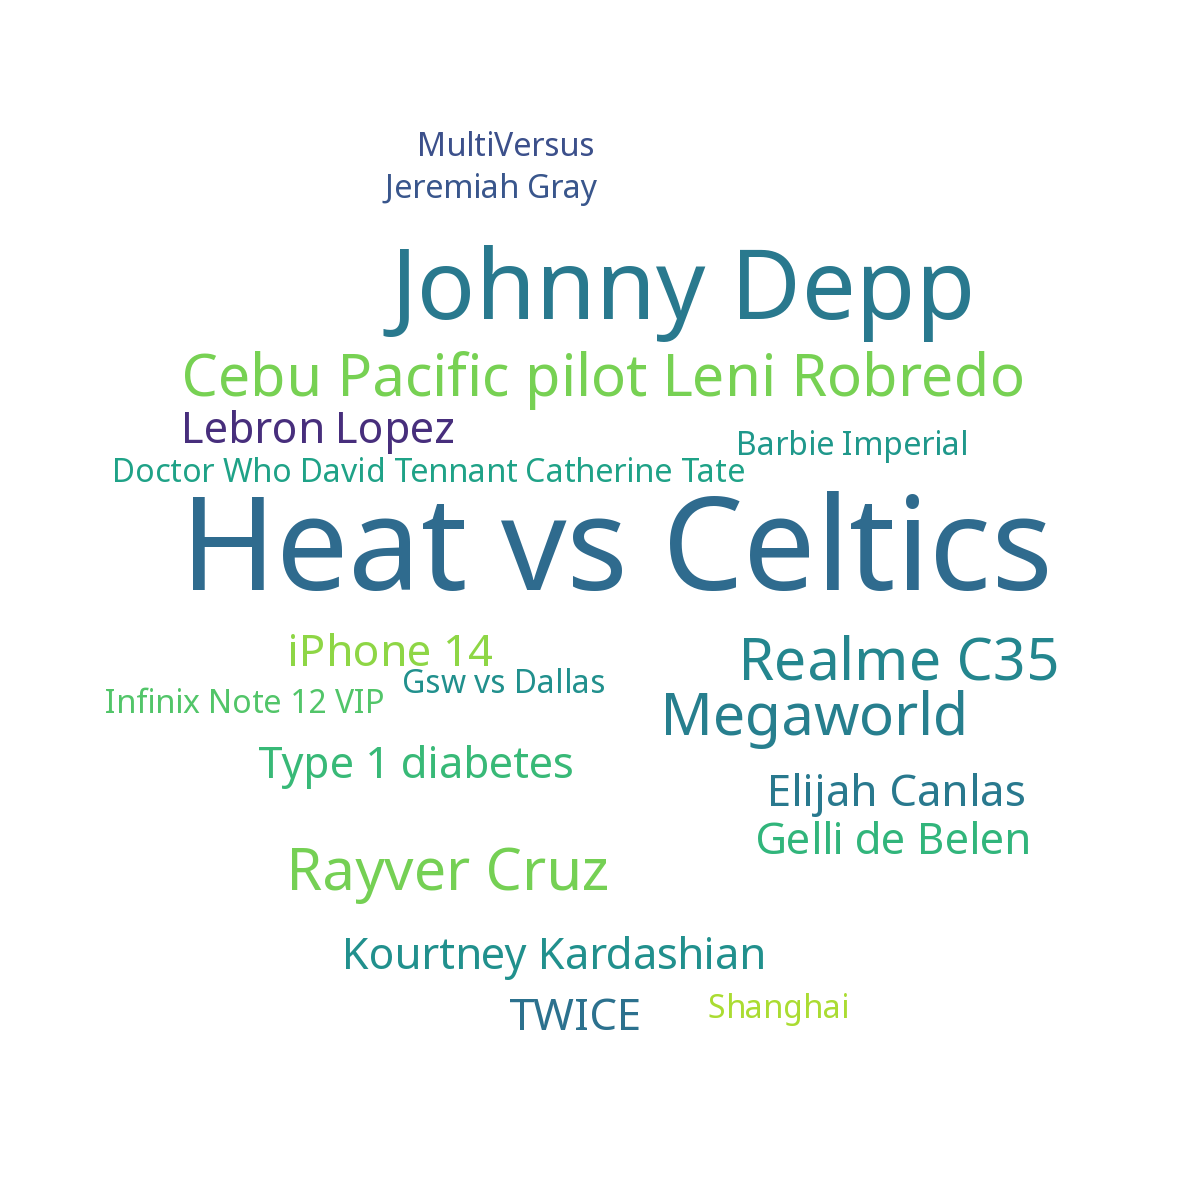 MultiVersus
Jeremiah Gray
Johnny Depp
Cebu Pacific pilot Leni Robredo
Lebron Lopez
Barbie Imperial
Doctor Who David Tennant Catherine Tate
Heat vs Celtics
iPhone 14
Realme C35
Gsw vs Dallas
Infinix Note 12 VIP
Megaworld
Type 1 diabetes
Elijah Canlas
Gelli de Belen
Rayver Cruz
Kourtney Kardashian
TWICE
Shanghai